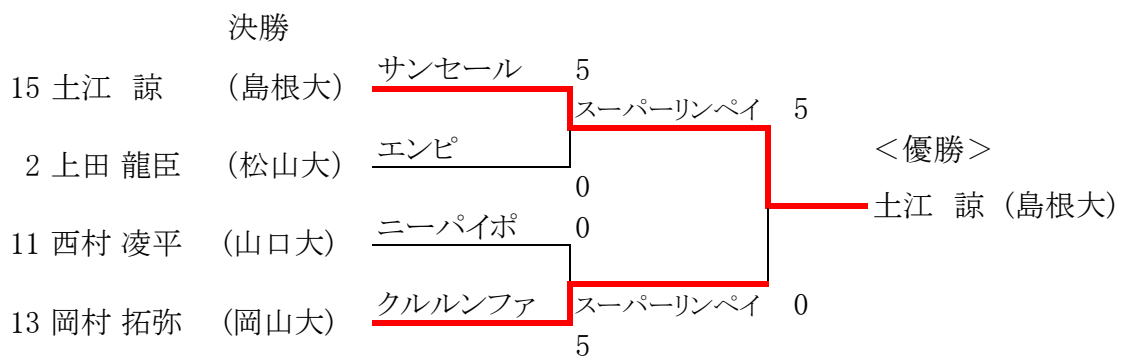 決勝
15 土江 諒 (島根大) サンセール 5
スーパーリンペイ 5
2 上田 龍臣 (松山大) エンピ 0
<優勝>
土江 諒 (島根大)
11 西村 凌平 (山口大) ニーパイポ 0
13 岡村 拓弥 (岡山大) クルルンファ 5
スーパーリンペイ 0